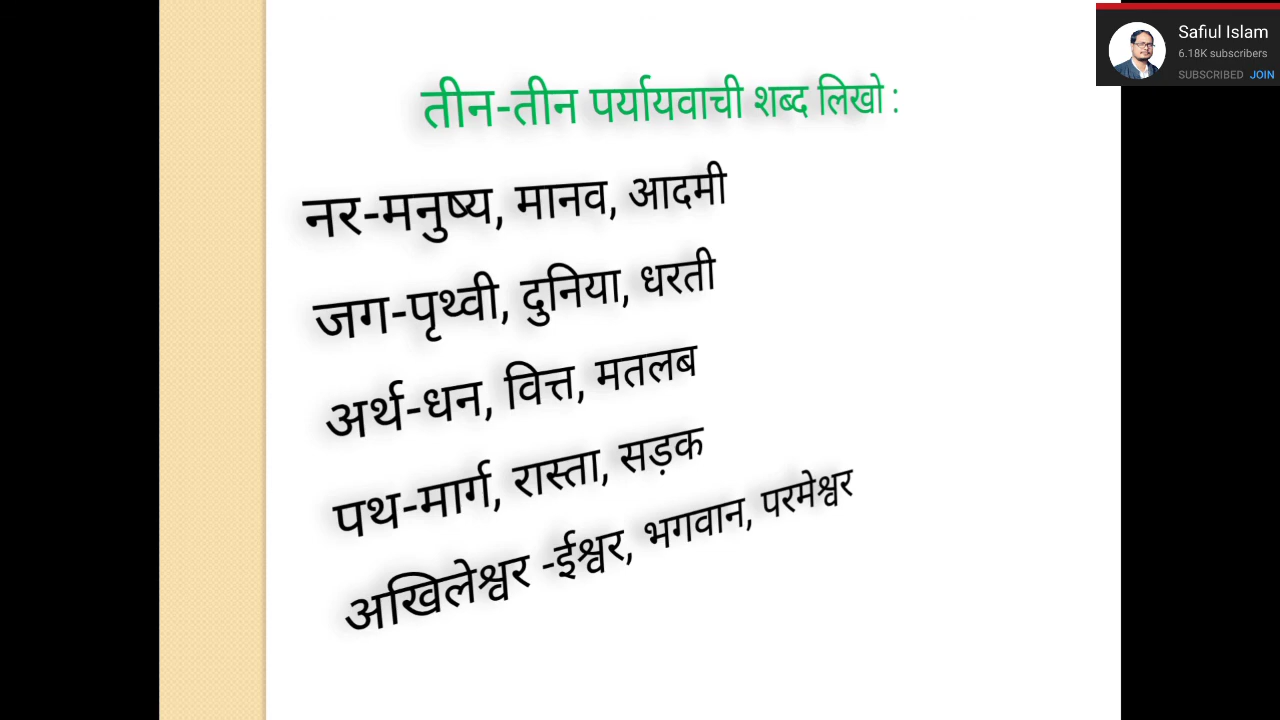 Safiul Islam
6.18K subscribers
SUBSCRIBED JOIN
तीन-तीन पर्यायवाची शब्द लिखो :
नर-मनुष्य, मानव, आदमी
जग-पृथ्वी, दुनिया, धरती
अर्थ-धन, वित्त, मतलब
पथ-मार्ग, रास्ता, सड़क
अखिलेश्वर -ईश्वर, भगवान, परमेश्वर